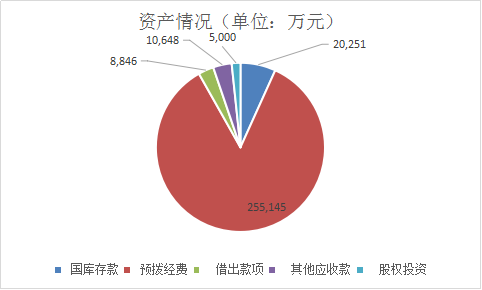 资产情况（单位：万元）
5,000
10,648
20,251
8,846
255,145
国库存款 预拨经费 借出款项 其他应收款 股权投资